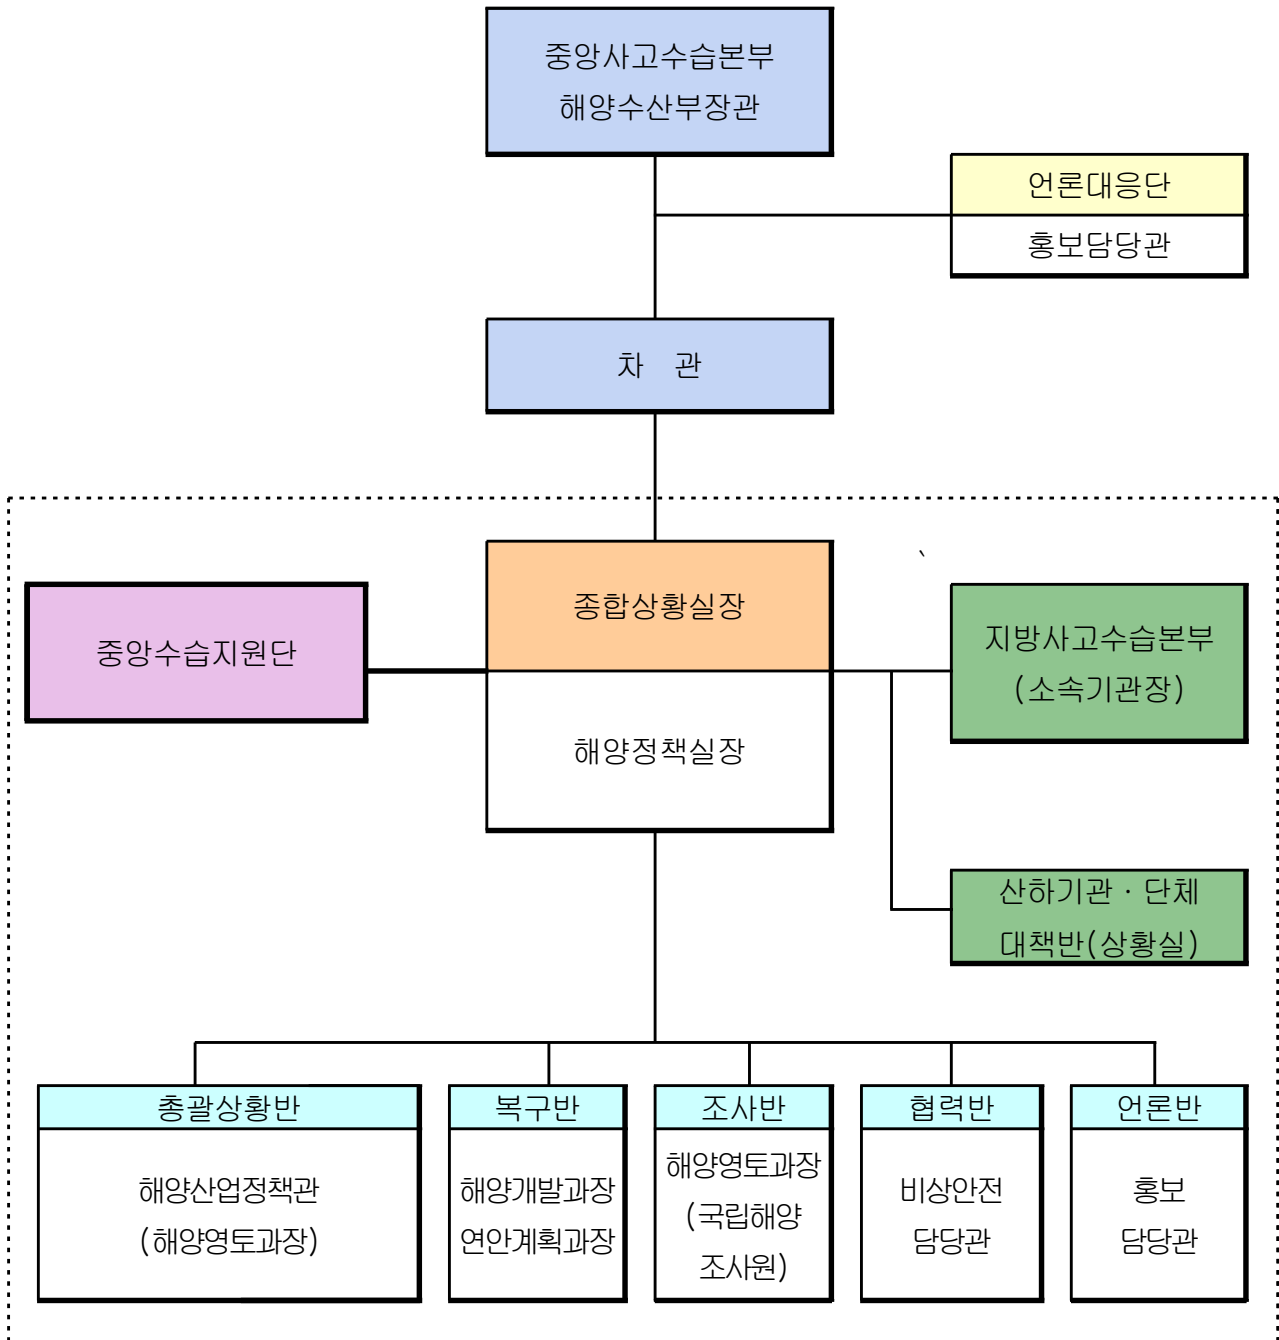 중앙사고수습본부
해양수산부장관
언론대응단
홍보담당관
차 관
`
종합상황실장
중앙수습지원단
지방사고수습본부
(소속기관장)
해양정책실장
산하기관 · 단체
대책반(상황실)
총괄상황반
해양산업정책관
(해양영토과장)
복구반
해양개발과장
연안계획과장
조사반
해양영토과장
(국립해양
조사원)
협력반
비상안전
담당관
언론반
홍보
담당관